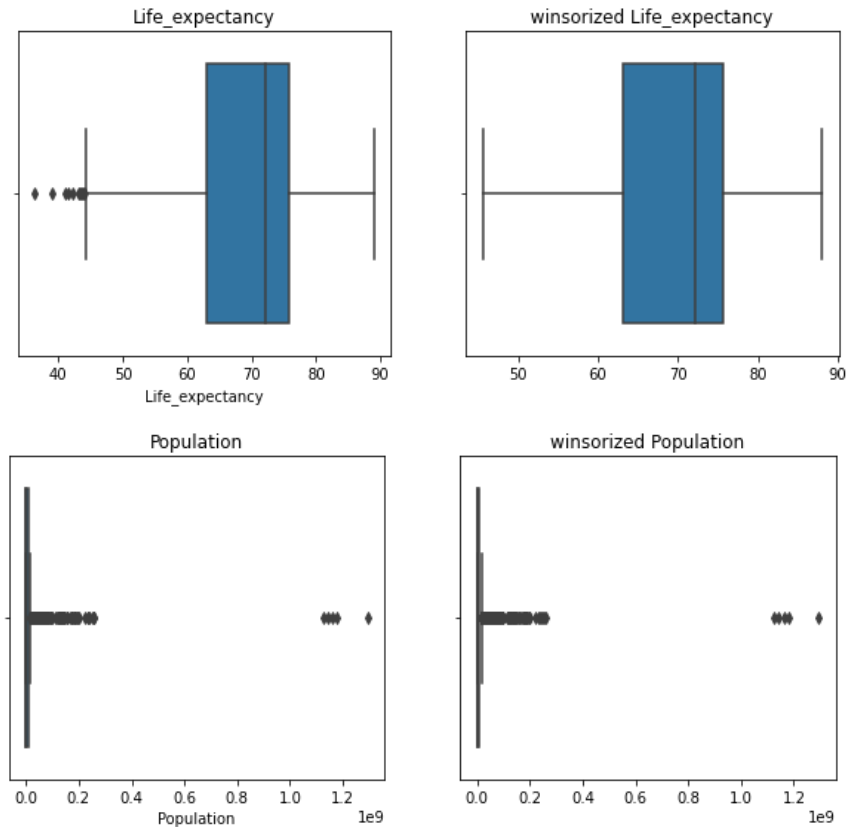 Life_expectancy
winsorized Life_expectancy
40 50 60 70 80 90
50 60 70 80 90
Life_expectancy
Population
winsorized Population
0.0 0.2 0.4 0.6 0.8 1.0 1.2
0.0 0.2 0.4 0.6 0.8 1.0 1.2
Population
1e9
1e9